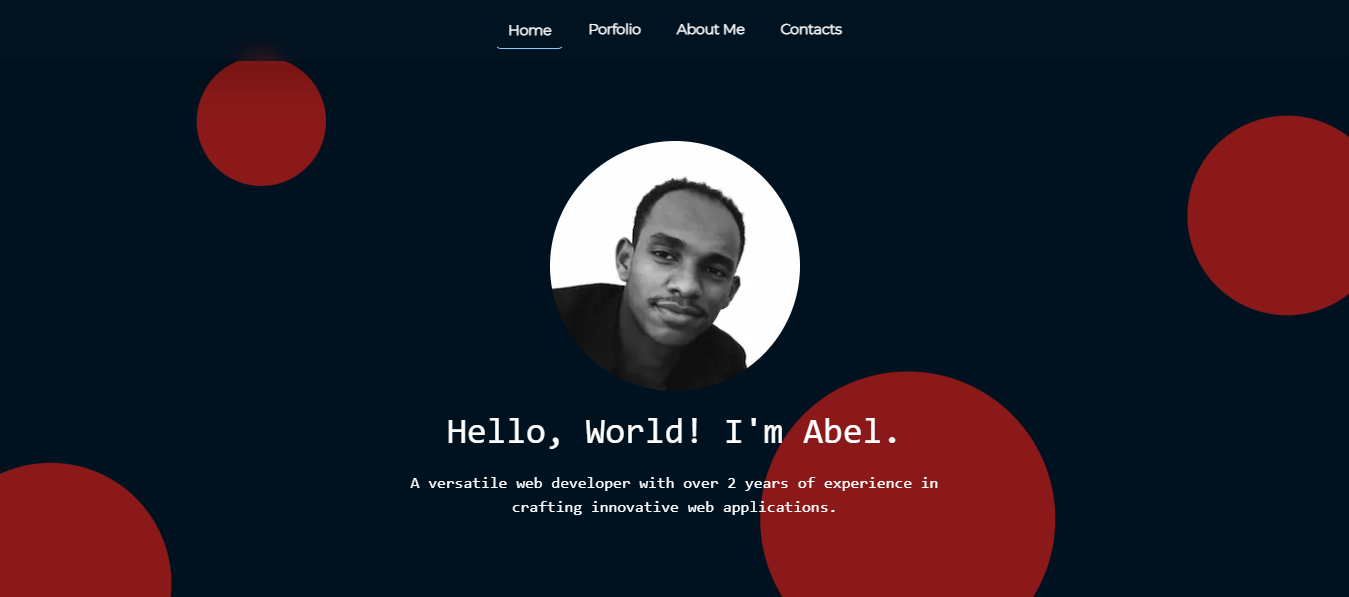 Home Porfolio About Me Contacts
Hello, World! I'm Abel.
A versatile web developer with over 2 years of experience in
crafting innovative web applications.